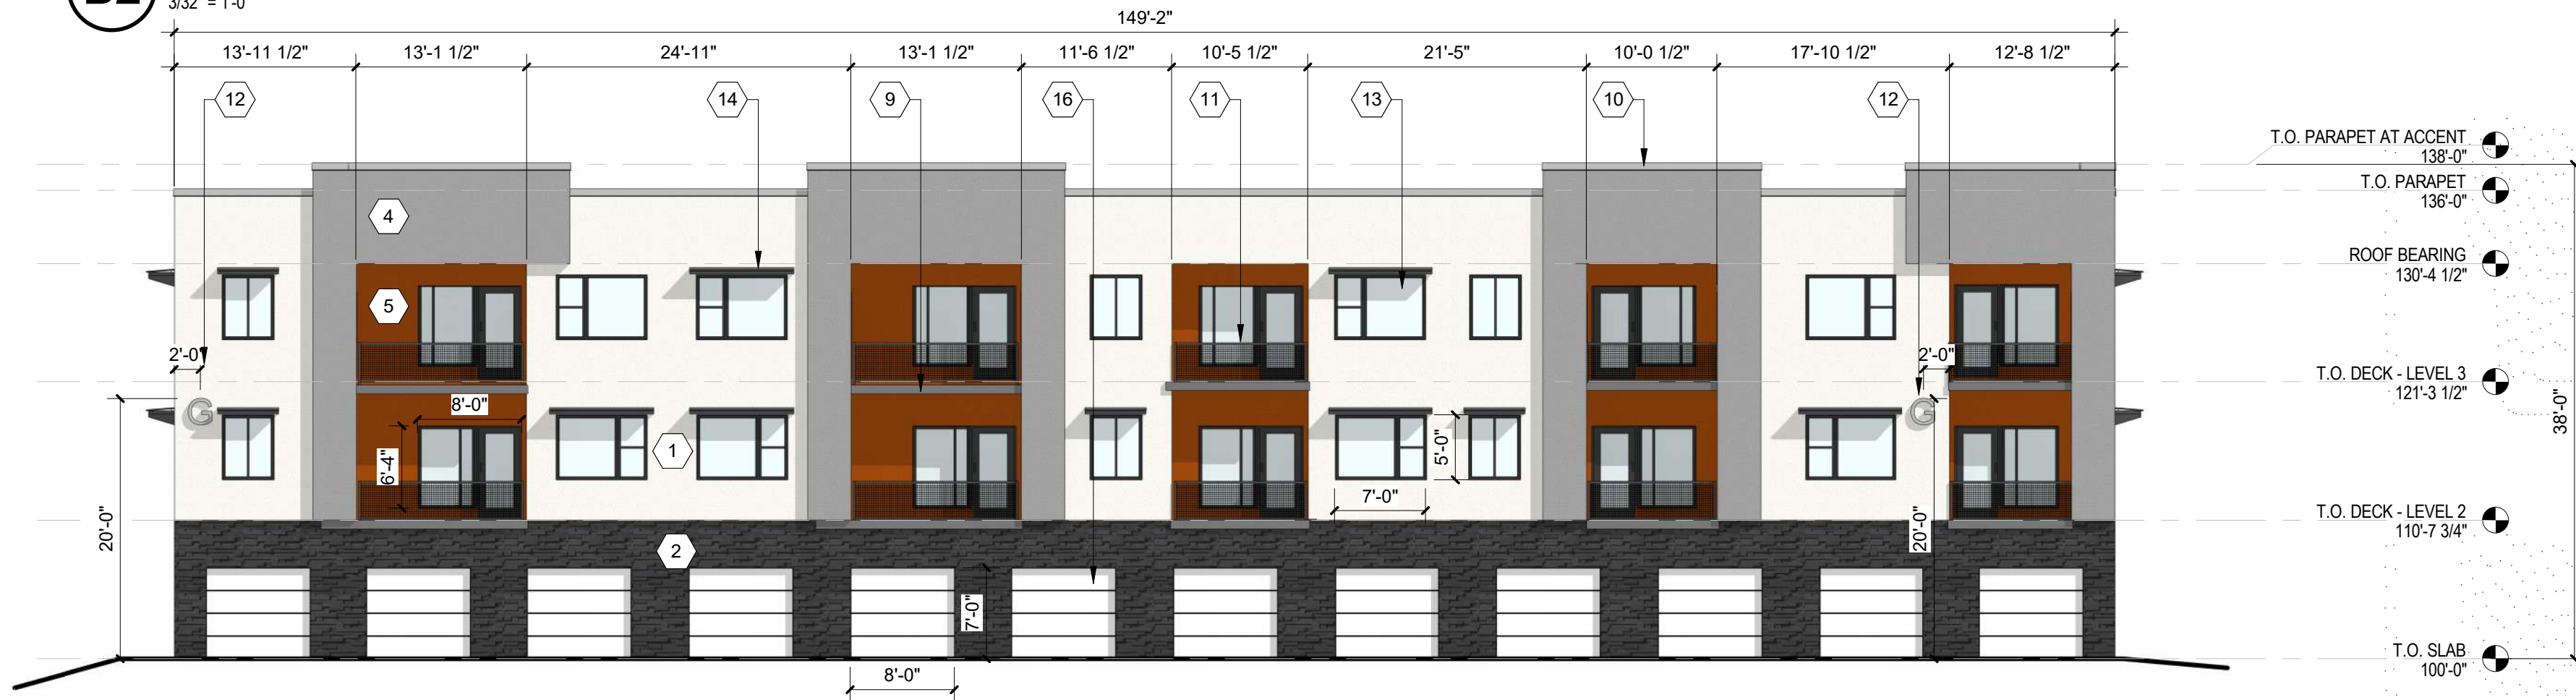 3/32" = 1'-0"
149'-2"
13'-11 1/2" 13'-1 1/2" 24'-11" 13'-1 1/2" 11'-6 1/2" 10'-5 1/2" 21'-5" 10'-0 1/2" 17'-10 1/2" 12'-8 1/2"
12 14 9 16 11 13 10 12
T.O. PARAPET AT ACCENT
138'-0"
T.O. PARAPET
136'-0"
4
ROOF BEARING
130'-4 1/2"
5
2'-0" 2'-0"
T.O. DECK - LEVEL 3
121'-3 1/2"
G 8'-0" G
38'-0"
6'-4" 1 5'-0"
7'-0"
20'-0" 20'-0"
T.O. DECK - LEVEL 2
110'-7 3/4"
2
7'-0"
T.O. SLAB
100'-0"
8'-0"